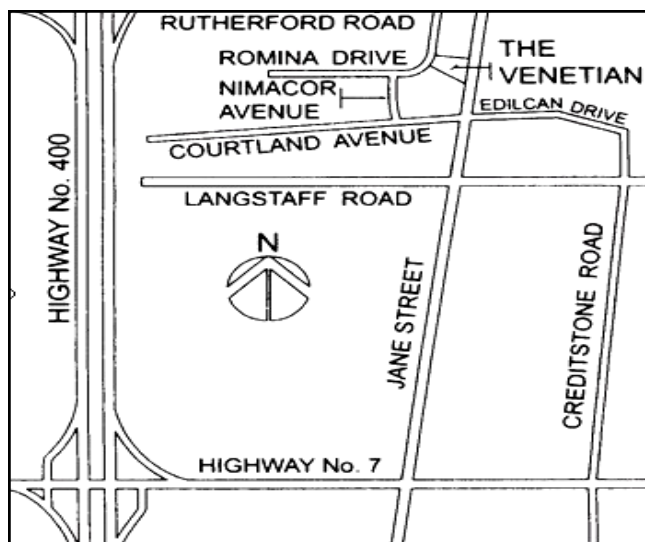 RUTHERFORD ROAD
ROMINA DRIVE
THE
VENETIAN
NIMACOR
AVENUE
EDILCAN DRIVE
COURTLAND AVENUE
LANGSTAFF ROAD
HIGHWAY No. 400
N
JANE STREET
CREDITSTONE ROAD
HIGHWAY No. 7